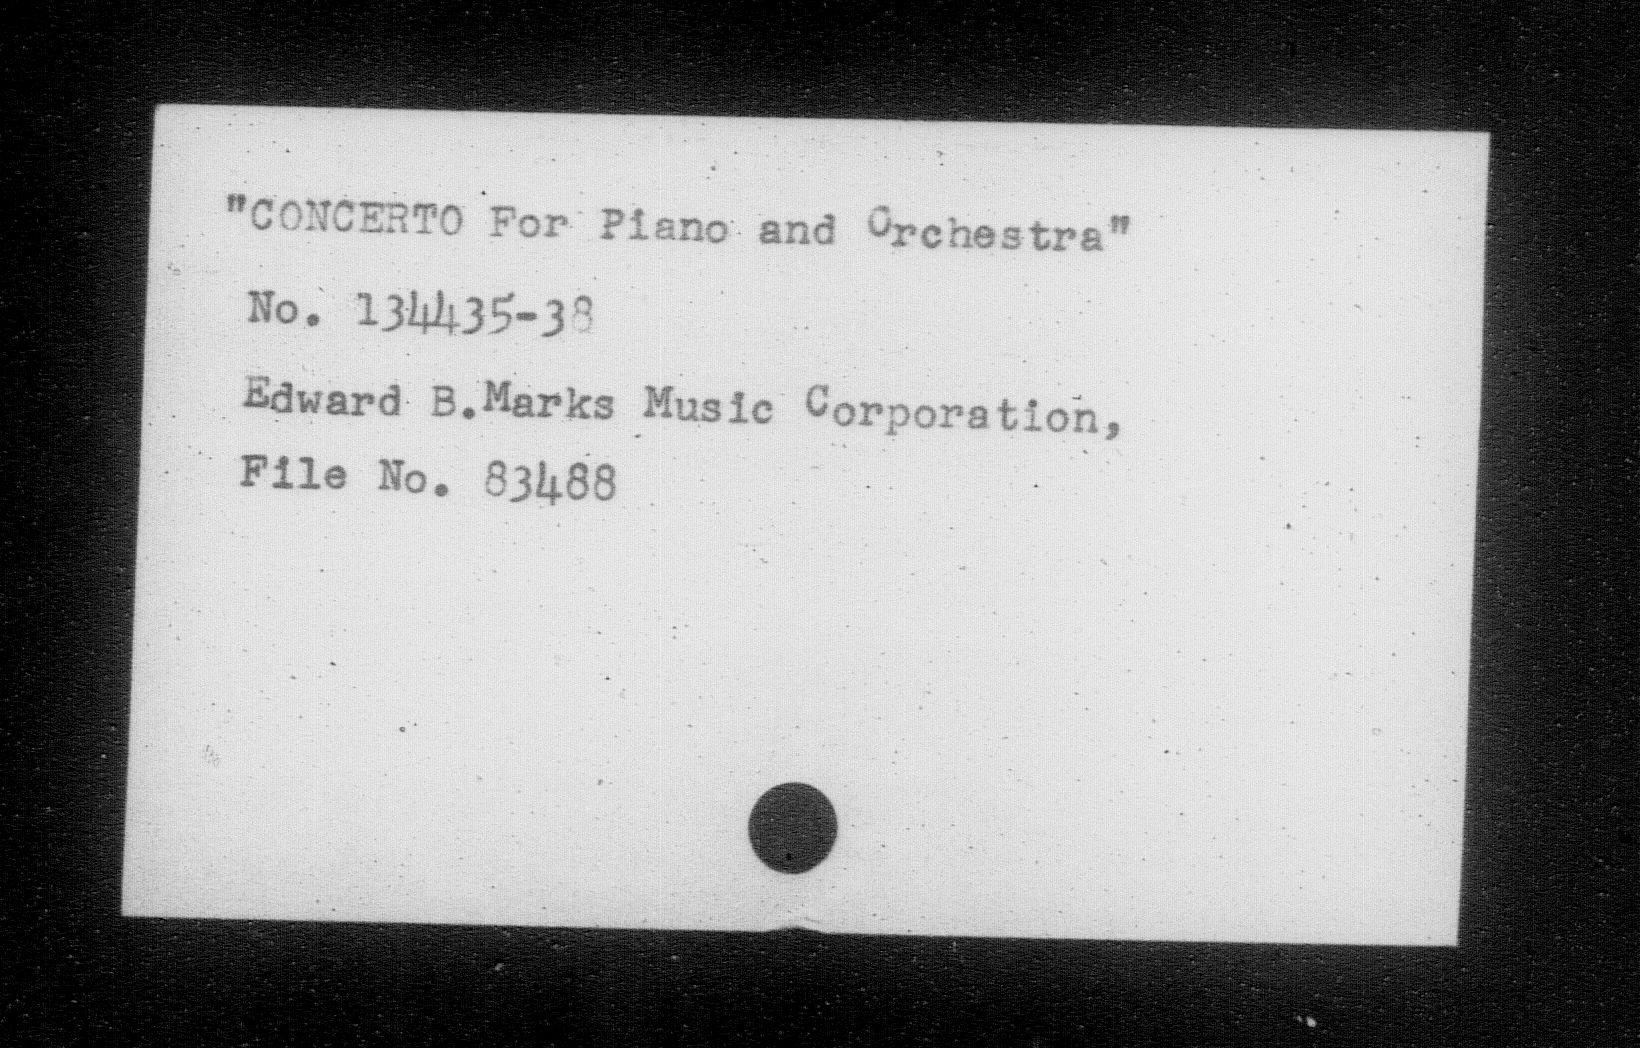 "CONCERTO For Piano and Orchestra"
No. 134435-38
Edward B.Marks Music Corporation,
File No. 83488